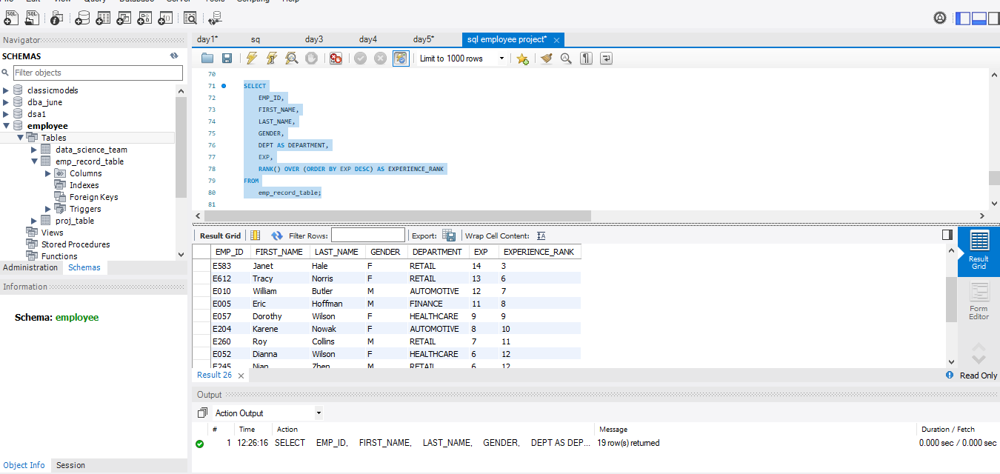 Edit View Query Database Server Tools Scripting Help
Navigator
SCHEMAS
Filter objects
classicmodels
dba_june
dsa1
employee
Tables
data_science_team
emp_record_table
Columns
Indexes
Foreign Keys
Triggers
proj_table
Views
Stored Procedures
Functions
Administration Schemas
Information
Schema: employee
Object Info Session
day1* sq day3 day4 day5* sql employee project*
Limit to 1000 rows
70
71 SELECT
72 EMP_ID,
73 FIRST_NAME,
74 LAST_NAME,
75 GENDER,
76 DEPT AS DEPARTMENT,
77 EXP,
78 RANK() OVER (ORDER BY EXP DESC) AS EXPERIENCE_RANK
79 FROM
80 emp_record_table;
81
Result Grid Filter Rows: Export: Wrap Cell Content:
EMP_ID FIRST_NAME LAST_NAME GENDER DEPARTMENT EXP EXPERIENCE_RANK
E583 Janet Hale F RETAIL 14 3
E612 Tracy Norris F RETAIL 13 6
E010 William Butler M AUTOMOTIVE 12 7
E005 Eric Hoffman M FINANCE 11 8
E057 Dorothy Wilson F HEALTHCARE 9 9
E204 Karene Nowak F AUTOMOTIVE 8 10
E260 Roy Collins M RETAIL 7 11
E052 Dianna Wilson F HEALTHCARE 6 12
E245 Nian Zhen M RETAIL 6 12
Result Grid
Form Editor
Result 26
Read Only
Output
Action Output
# Time Action Message Duration / Fetch
1 12:26:16 SELECT EMP_ID, FIRST_NAME, LAST_NAME, GENDER, DEPT AS DEP... 19 row(s) returned 0.000 sec / 0.000 sec